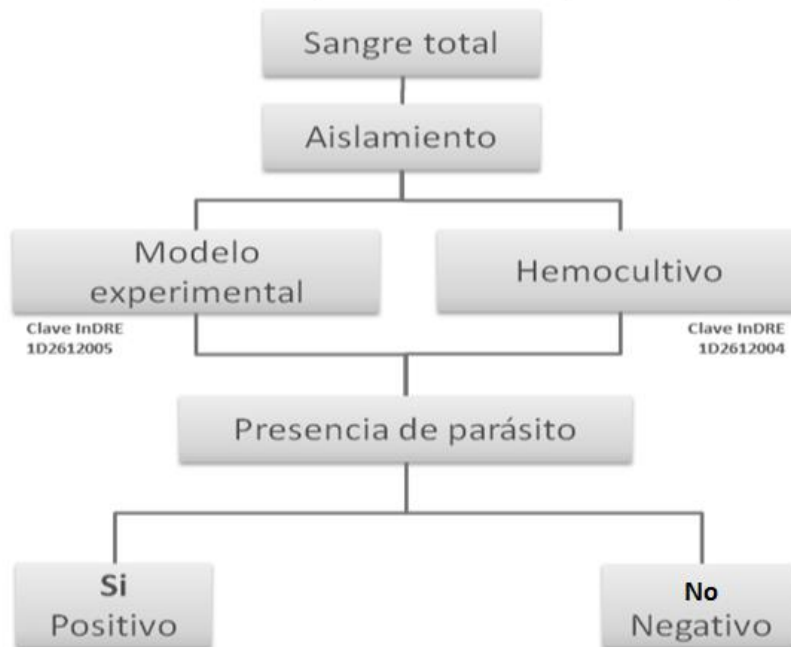 Sangre total
Aislamiento
Modelo
experimental
Hemocultivo
Clave InDRE
1D2612005
Clave InDRE
1D2612004
Presencia de parásito
Si
Positivo
No
Negativo